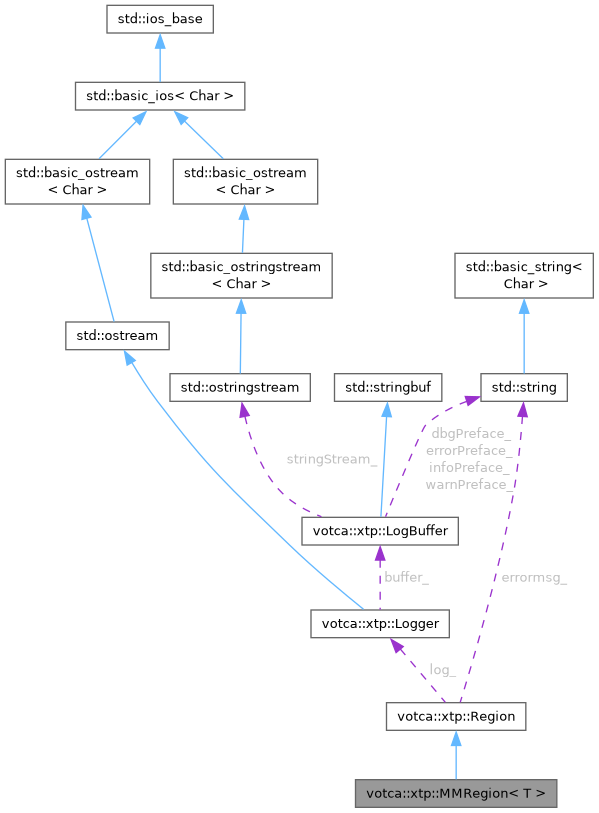 std::ios_base
std::basic_ios< Char >
std::basic_ostream
< Char >
std::basic_ostream
< Char >
std::basic_ostringstream
< Char >
std::basic_string<
Char >
std::ostream
std::ostringstream
std::stringbuf
std::string
dbgPreface_
errorPreface_
infoPreface_
warnPreface_
stringStream_
votca::xtp::LogBuffer
buffer_
errormsg_
votca::xtp::Logger
log_
votca::xtp::Region
votca::xtp::MMRegion< T >